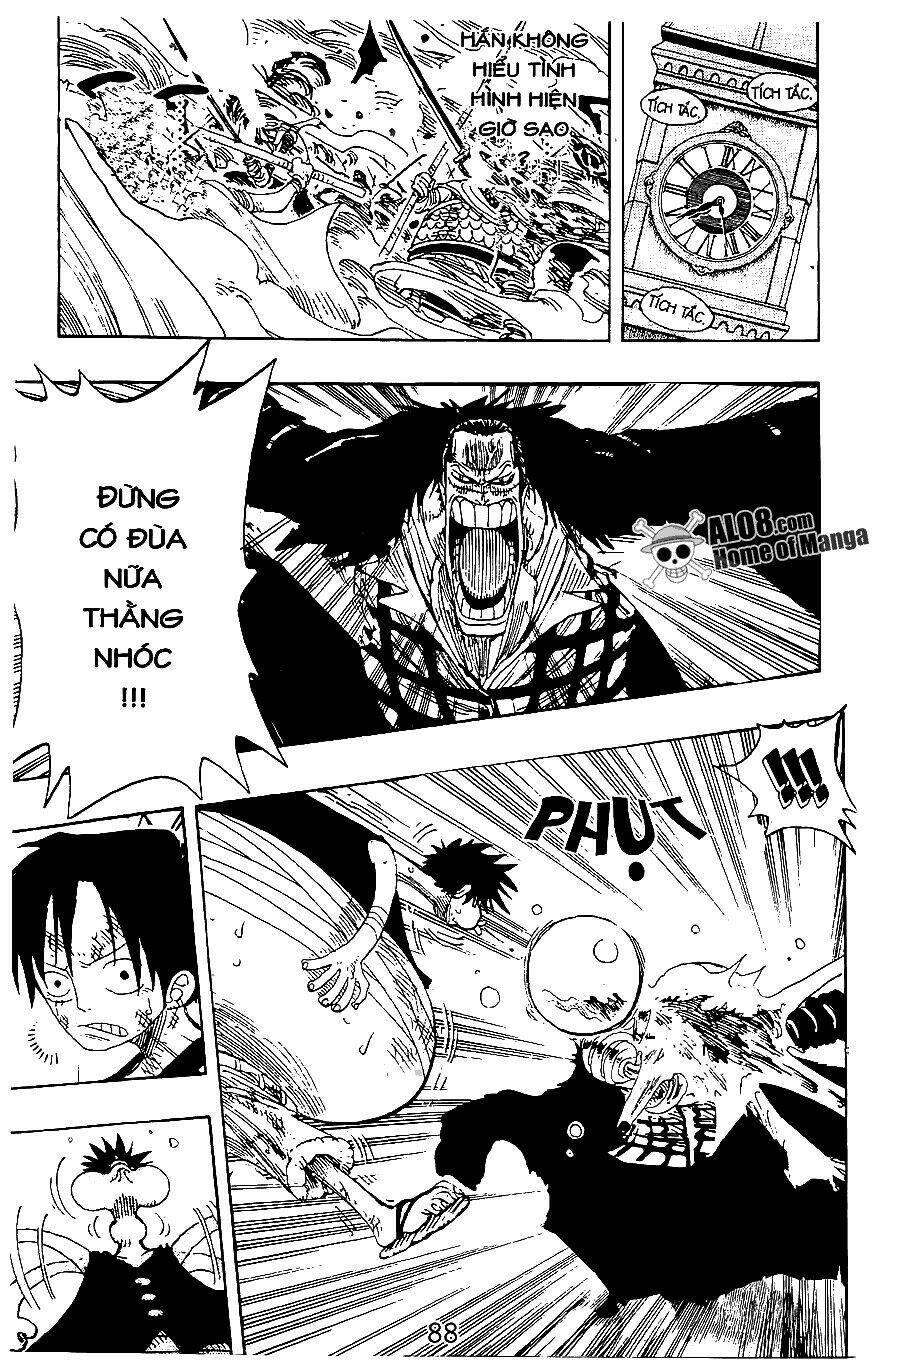 TÍCH TẮC.
TÍCH TẮC.
TÍCH TẮC.
HẮN KHÔNG
HIỂU TÌNH
HÌNH HIỆN
GIỜ SAO
ĐỪNG
CÓ ĐÙA
NỮA
THẰNG
NHÓC
!!!
AL08.com
Home of Manga
!!!
PHỤT
88